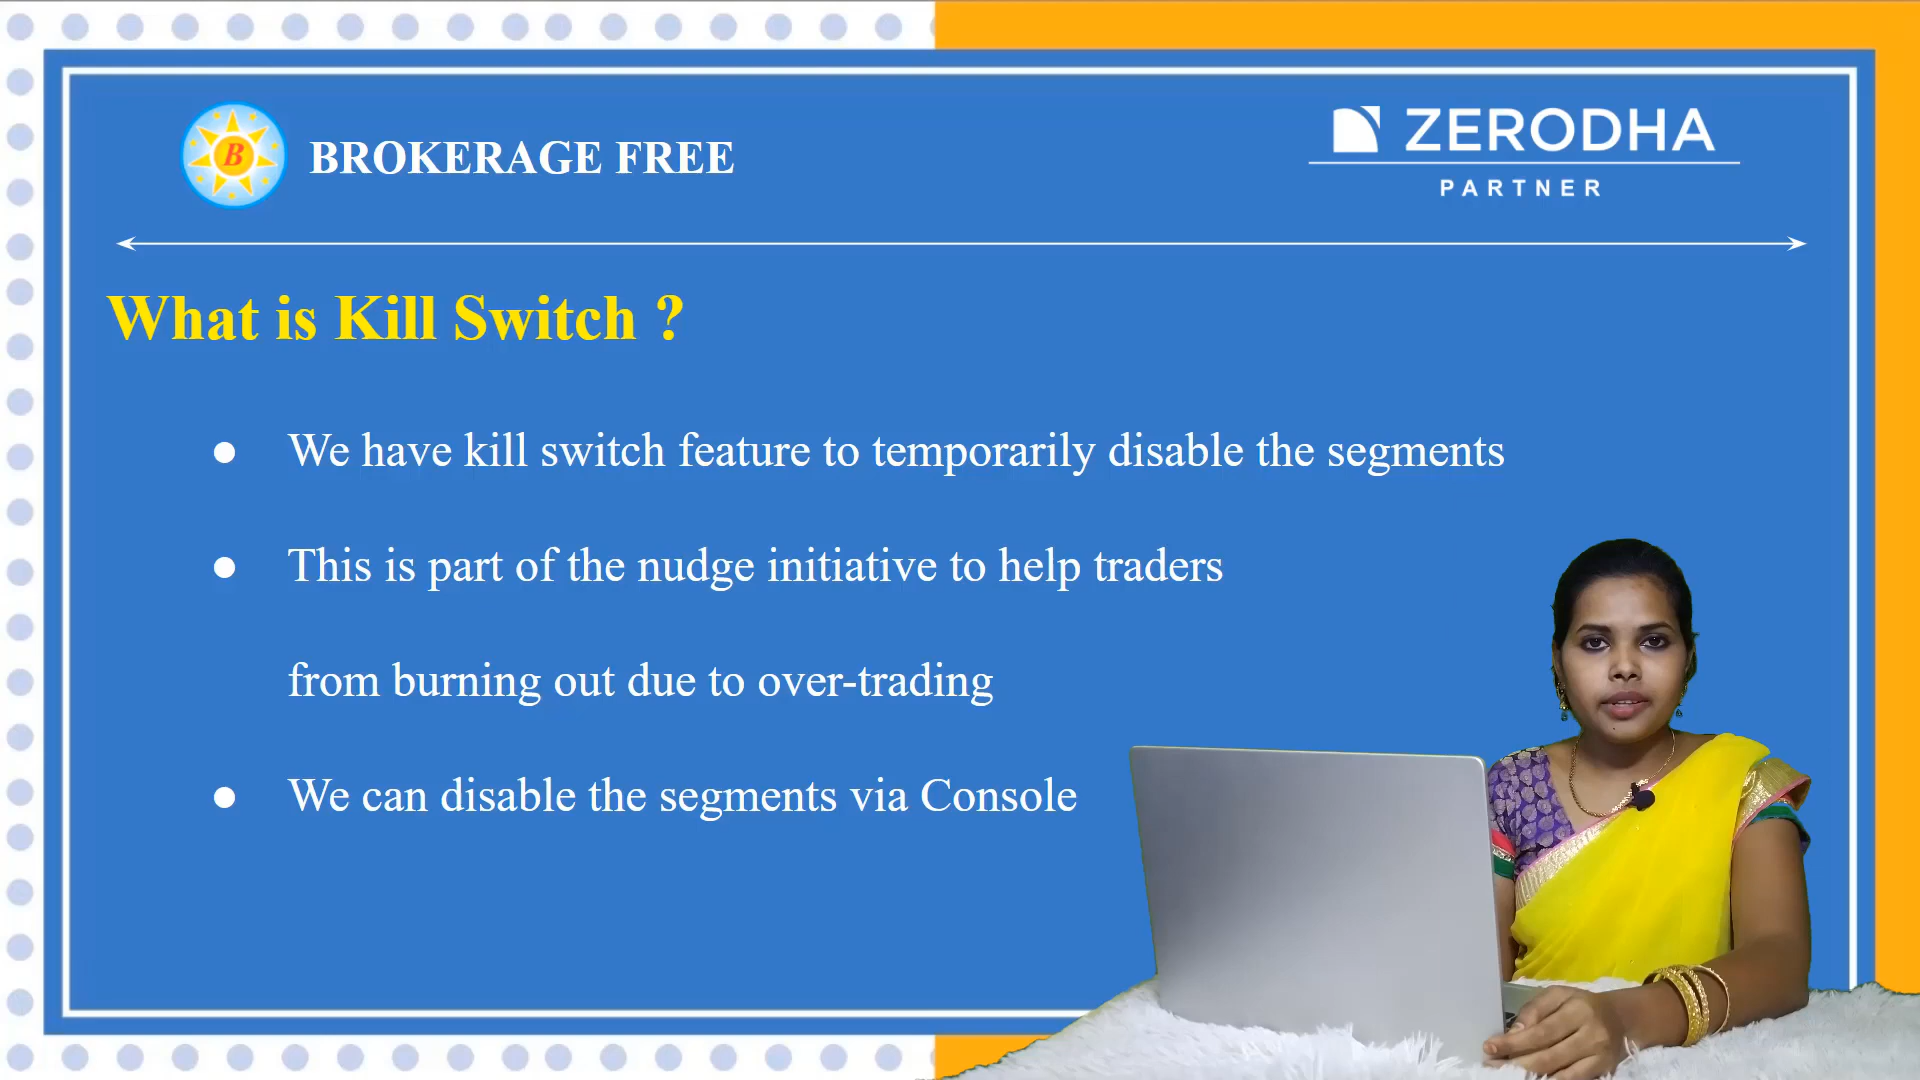 B
BROKERAGE FREE
ZERODHA
PARTNER
What is Kill Switch ?
● We have kill switch feature to temporarily disable the segments
● This is part of the nudge initiative to help traders
from burning out due to over-trading
● We can disable the segments via Console